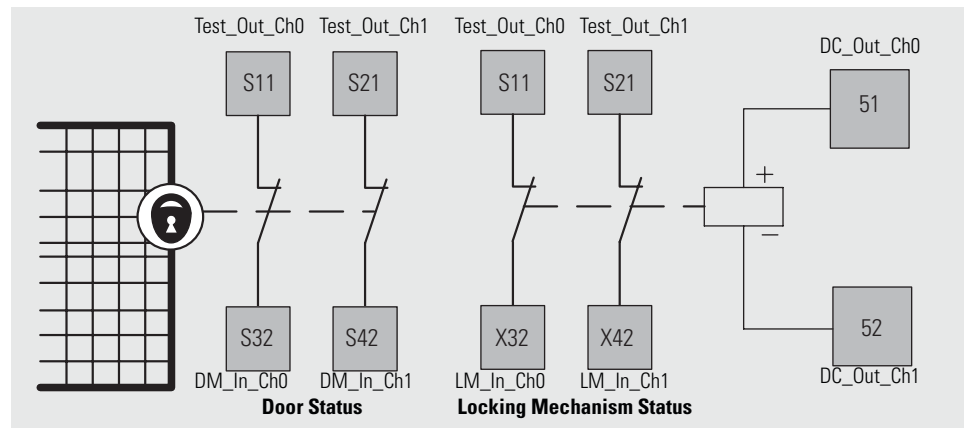 Test_Out_Ch0 Test_Out_Ch1 Test_Out_Ch0 Test_Out_Ch1
DC_Out_Ch0
S11 S21 S11 S21
51
+
–
S32 S42 X32 X42
52
DM_In_Ch0 DM_In_Ch1 LM_In_Ch0 LM_In_Ch1
DC_Out_Ch1
Door Status Locking Mechanism Status